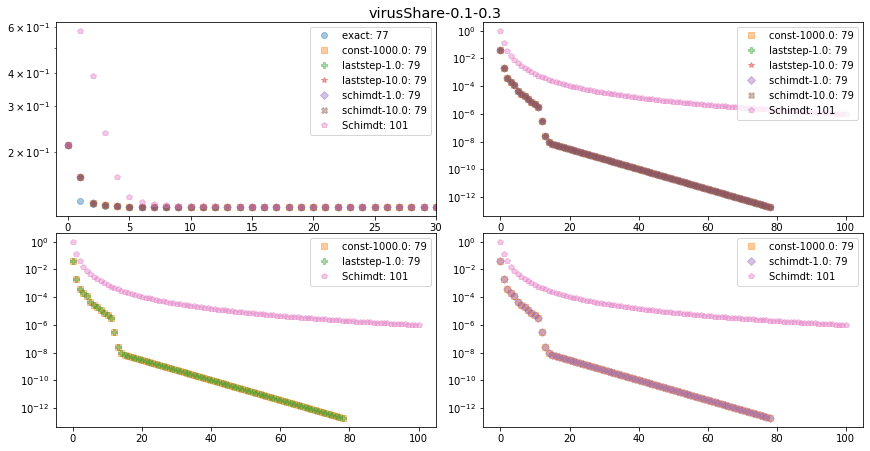 virusShare-0.1-0.3
6 × 10⁻¹
4 × 10⁻¹
3 × 10⁻¹
2 × 10⁻¹
0 5 10 15 20 25 30
exact: 77
const-1000.0: 79
laststep-1.0: 79
laststep-10.0: 79
schimdt-1.0: 79
schimdt-10.0: 79
Schimdt: 101
10⁰
10⁻²
10⁻⁴
10⁻⁶
10⁻⁸
10⁻¹⁰
10⁻¹²
0 20 40 60 80 100
const-1000.0: 79
laststep-1.0: 79
laststep-10.0: 79
schimdt-1.0: 79
schimdt-10.0: 79
Schimdt: 101
10⁰
10⁻²
10⁻⁴
10⁻⁶
10⁻⁸
10⁻¹⁰
10⁻¹²
0 20 40 60 80 100
const-1000.0: 79
laststep-1.0: 79
Schimdt: 101
10⁰
10⁻²
10⁻⁴
10⁻⁶
10⁻⁸
10⁻¹⁰
10⁻¹²
0 20 40 60 80 100
const-1000.0: 79
schimdt-1.0: 79
Schimdt: 101